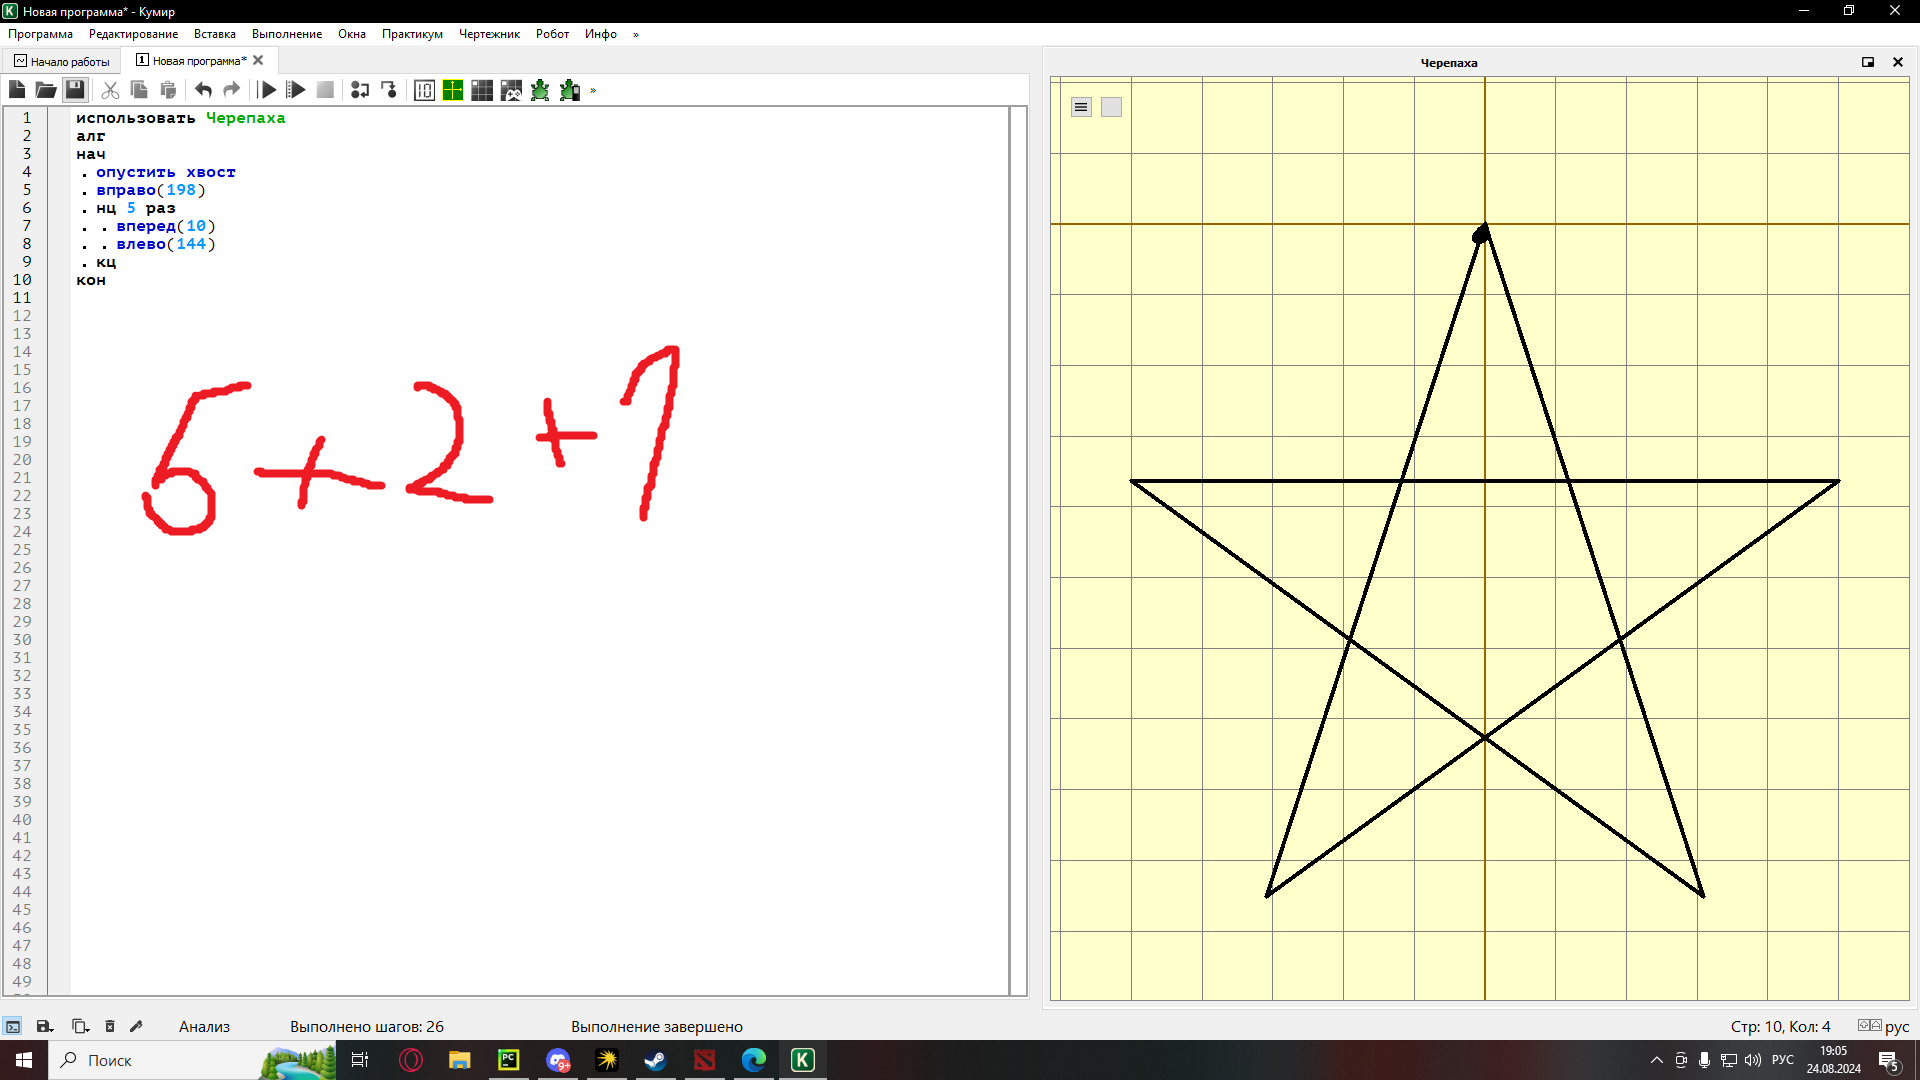 Новая программа* - Кумир
Программа Редактирование Вставка Выполнение Окна Практикум Чертежник Робот Инфо »
Начало работы 1 Новая программа*
Черепаха
1 использовать Черепаха
2 алг
3 нач
4 . опустить хвост
5 . вправо(198)
6 . нц 5 раз
7 . . вперед(10)
8 . . влево(144)
9 . кц
10 кон
11
12
13
14
15
16
17
18
19
20
21
22
23
24
25
26
27
28
29
30
31
32
33
34
35
36
37
38
39
40
41
42
43
44
45
46
47
48
49
5+2+1
Анализ Выполнено шагов: 26 Выполнение завершено Стр: 10, Кол: 4 рус
Поиск
РУС 19:05
24.08.2024
5